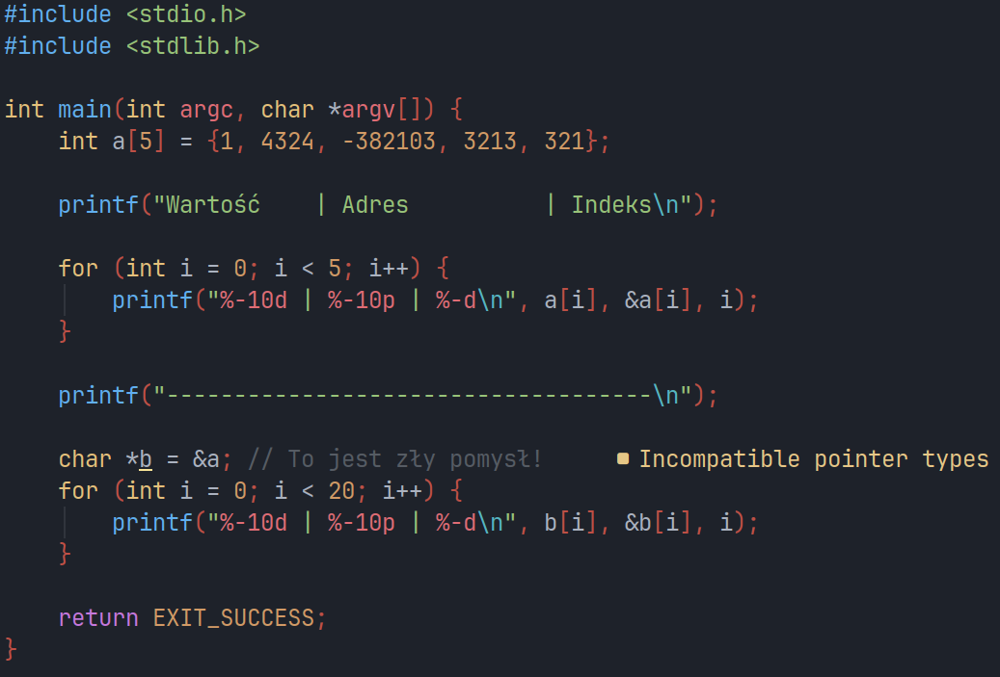 #include <stdio.h>
#include <stdlib.h>

int main(int argc, char *argv[]) {
    int a[5] = {1, 4324, -382103, 3213, 321};

    printf("Wartość    | Adres          | Indeks\n");

    for (int i = 0; i < 5; i++) {
        printf("%-10d | %-10p | %-d\n", a[i], &a[i], i);
    }

    printf("------------------------------------\n");

    char *b = &a; // To jest zły pomysł!     ■ Incompatible pointer types
    for (int i = 0; i < 20; i++) {
        printf("%-10d | %-10p | %-d\n", b[i], &b[i], i);
    }

    return EXIT_SUCCESS;
}